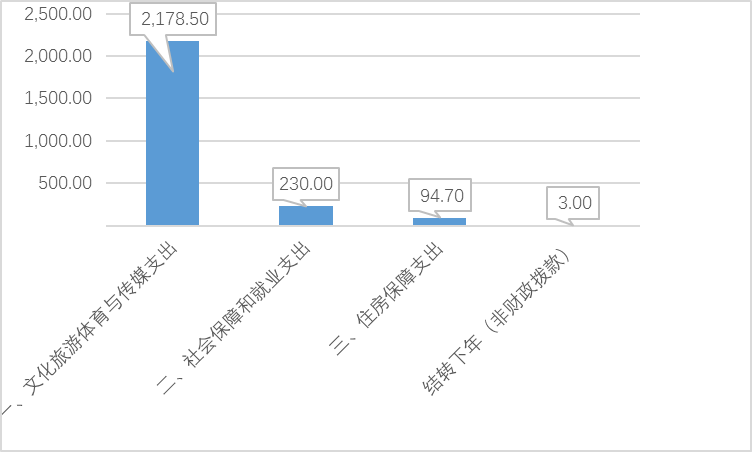 2,500.00
2,000.00
1,500.00
1,000.00
500.00
2,178.50
230.00
94.70
3.00
一、文化旅游体育与传媒支出
二、社会保障和就业支出
三、住房保障支出
结转下年（非财政拨款）